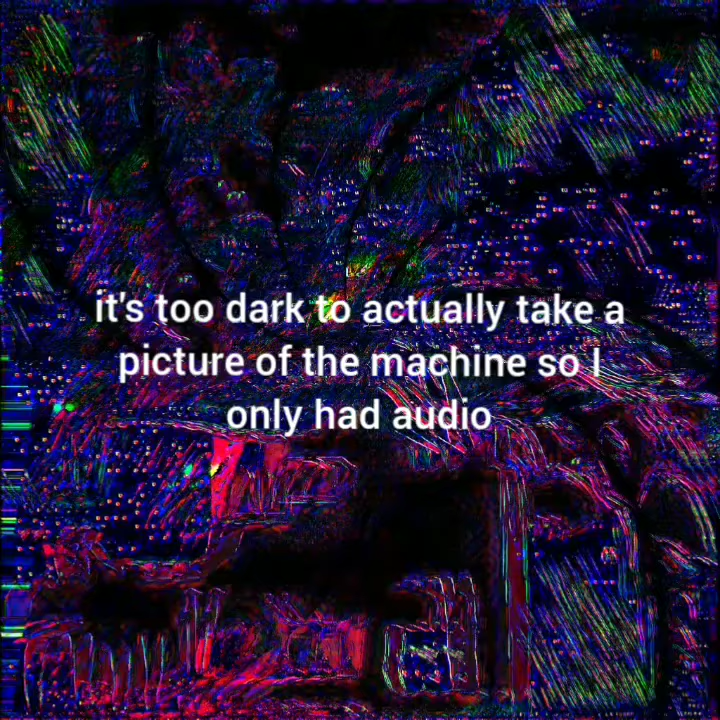 it's too dark to actually take a
picture of the machine so I
only had audio